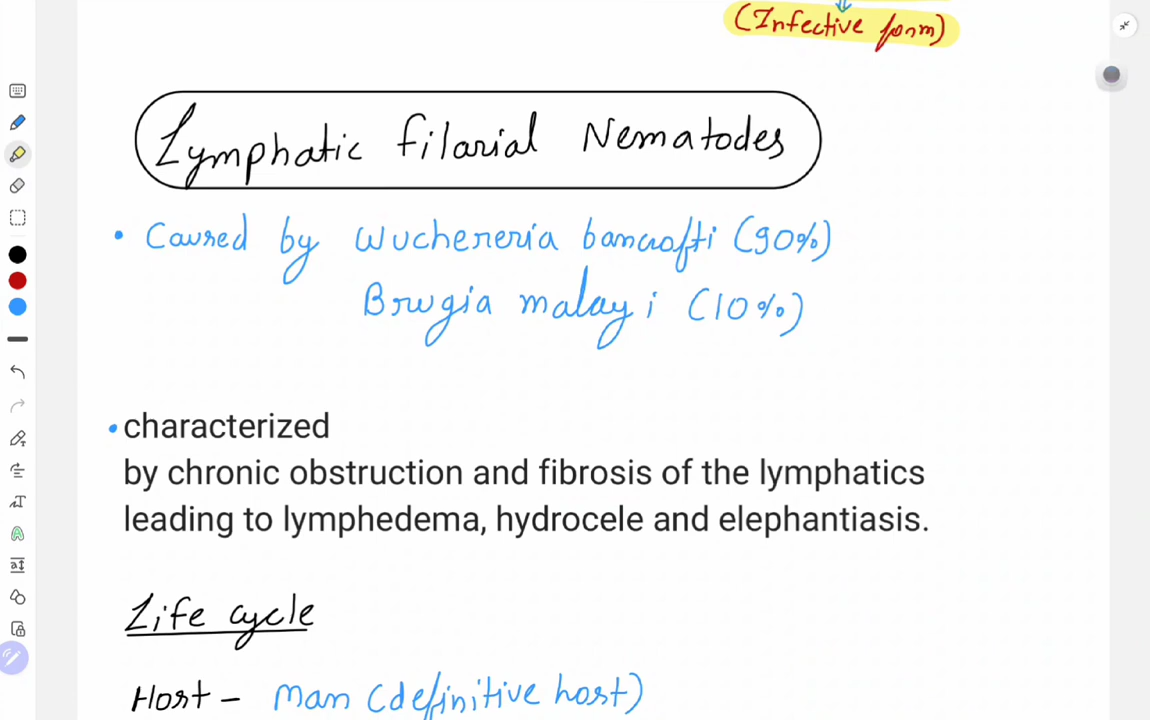 (Infective form)
Lymphatic filarial Nematodes
• Caused by Wuchereria bancrofti (90%)
Brugia malayi (10%)
• characterized
by chronic obstruction and fibrosis of the lymphatics
leading to lymphedema, hydrocele and elephantiasis.
Life cycle
Host - Man (definitive host)